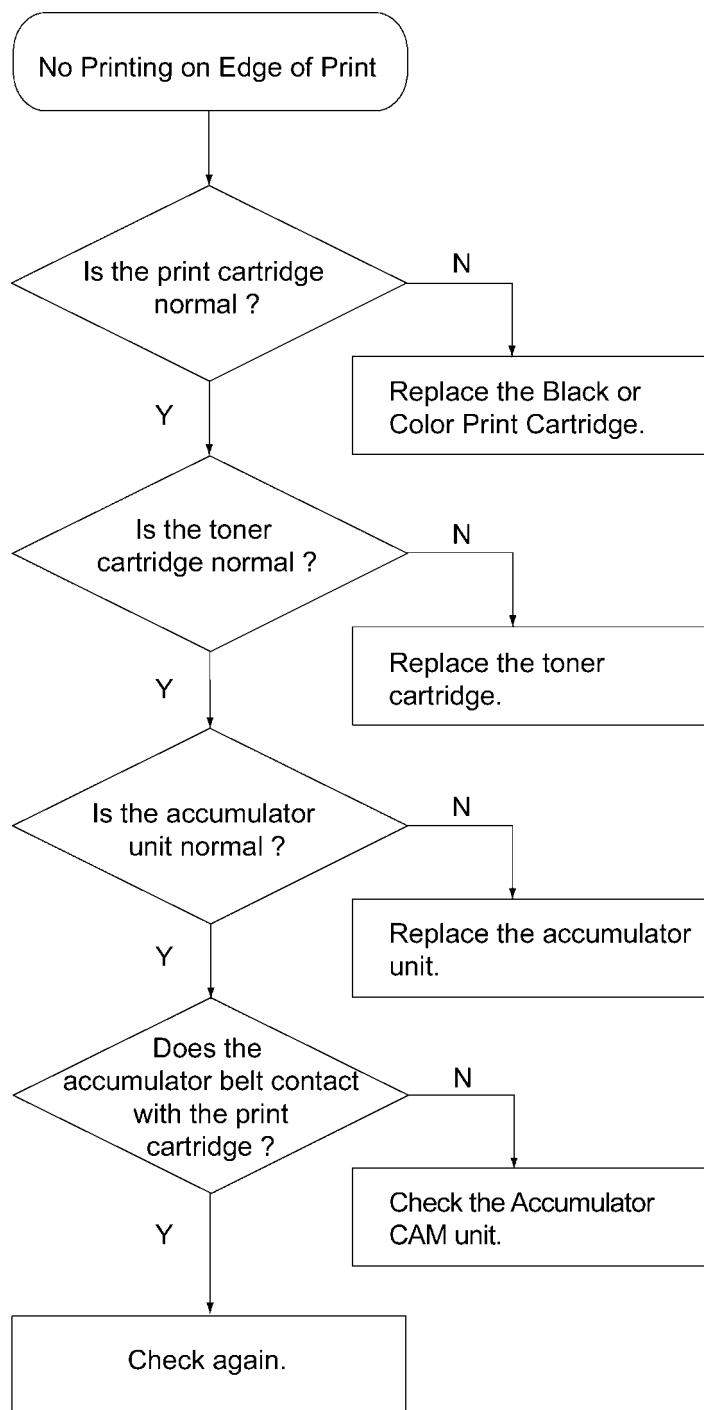 No Printing on Edge of Print
Is the print cartridge
normal ?
N
Replace the Black or
Color Print Cartridge.
Y
Is the toner
cartridge normal ?
N
Replace the toner
cartridge.
Y
Is the accumulator
unit normal ?
N
Replace the accumulator
unit.
Y
Does the
accumulator belt contact
with the print
cartridge ?
N
Check the Accumulator
CAM unit.
Y
Check again.